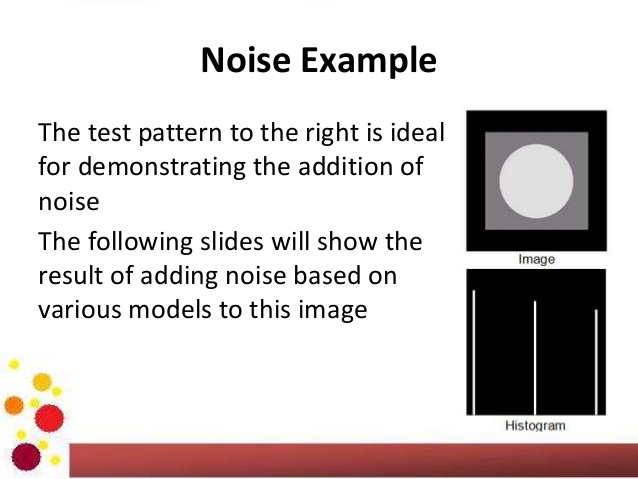 Noise Example
The test pattern to the right is ideal
for demonstrating the addition of
noise
The following slides will show the
result of adding noise based on
various models to this image
Image
Histogram